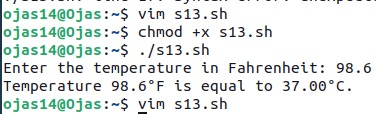 ojas14@Ojas:~$ vim s13.sh
ojas14@Ojas:~$ chmod +x s13.sh
ojas14@Ojas:~$ ./s13.sh
Enter the temperature in Fahrenheit: 98.6
Temperature 98.6°F is equal to 37.00°C.
ojas14@Ojas:~$ vim s13.sh